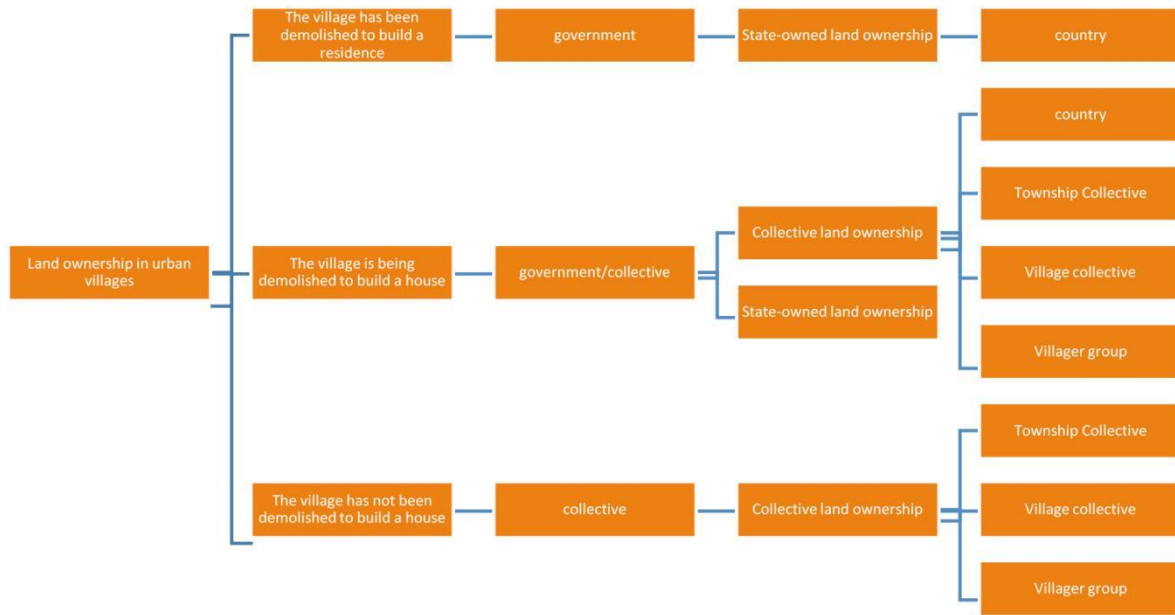 The village has been
demolished to build a
residence
government
State-owned land ownership
country
country
Township Collective
Collective land ownership
Land ownership in urban
villages
The village is being
demolished to build a house
government/collective
Village collective
State-owned land ownership
Villager group
Township Collective
The village has not been
demolished to build a house
collective
Collective land ownership
Village collective
Villager group